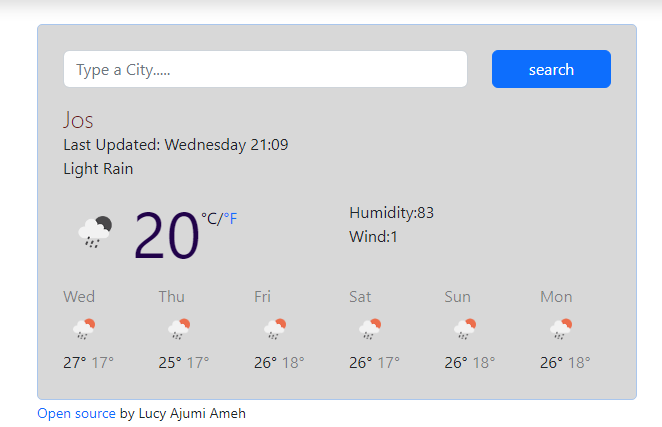 Type a City..... search
Jos
Last Updated: Wednesday 21:09
Light Rain
20 °C/°F
Humidity:83
Wind:1
Wed Thu Fri Sat Sun Mon
27° 17° 25° 17° 26° 18° 26° 17° 26° 18° 26° 18°
Open source by Lucy Ajumi Ameh